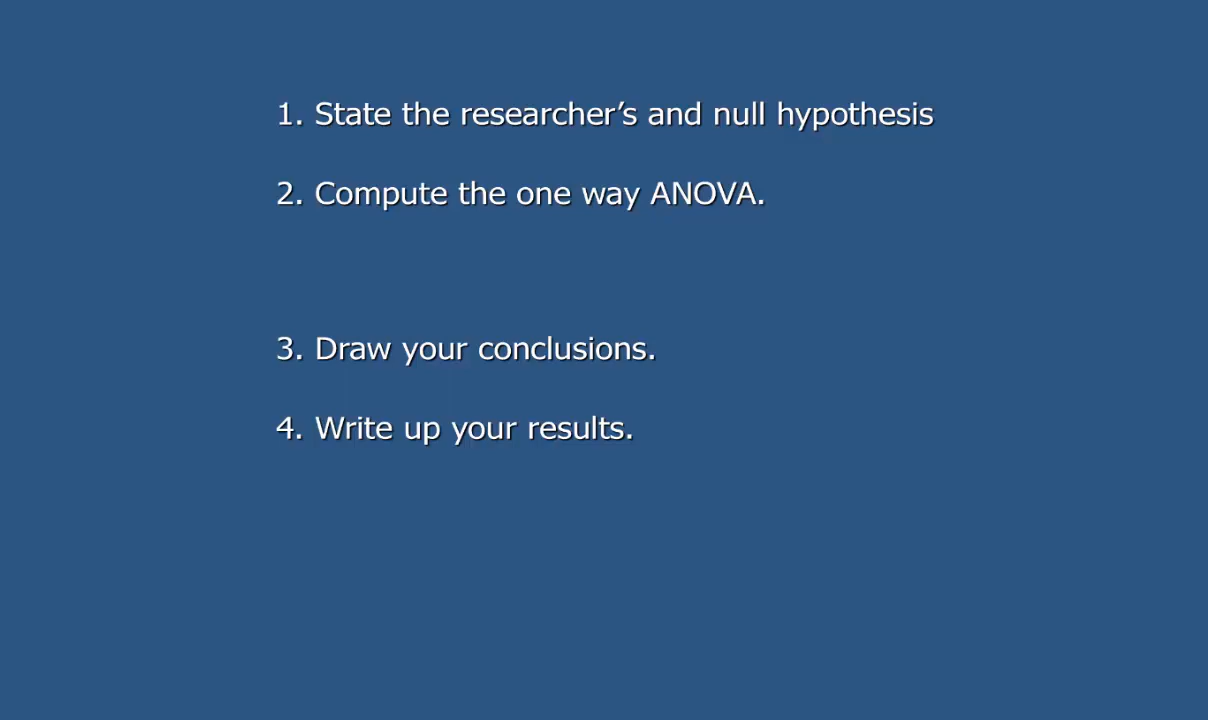 1. State the researcher’s and null hypothesis
2. Compute the one way ANOVA.
3. Draw your conclusions.
4. Write up your results.